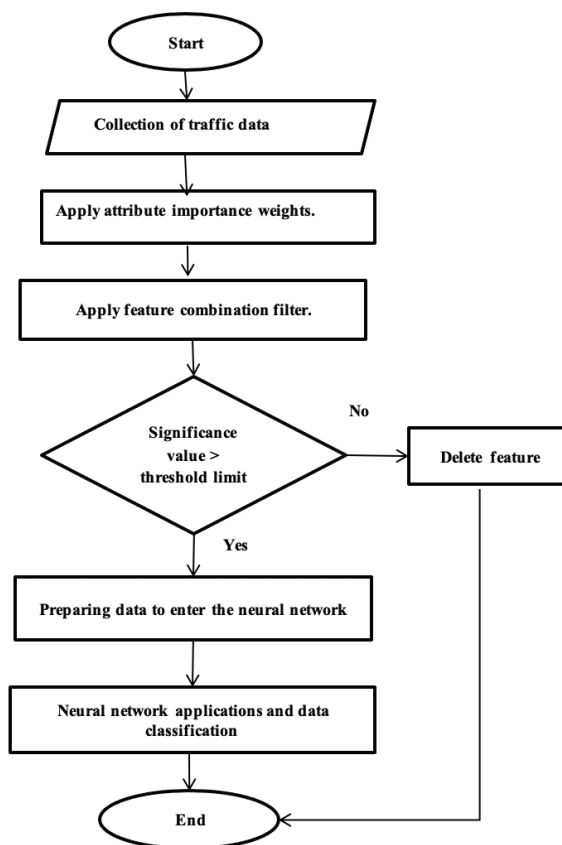 Start
Collection of traffic data
Apply attribute importance weights.
Apply feature combination filter.
Significance
value >
threshold limit
No
Delete feature
Yes
Preparing data to enter the neural network
Neural network applications and data
classification
End